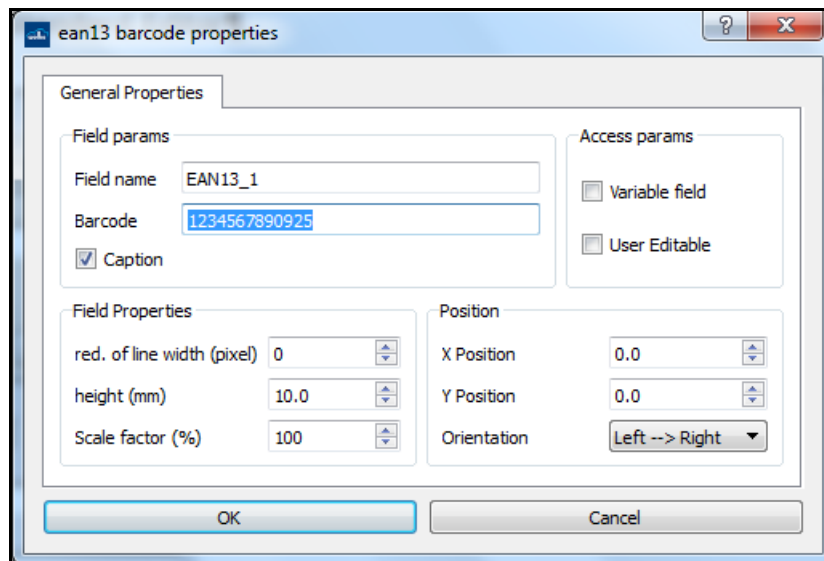 ean13 barcode properties
General Properties
Field params
Field name EAN13_1
Barcode 1234567890925
Caption
Access params
Variable field
User Editable
Field Properties
red. of line width (pixel) 0
height (mm) 10.0
Scale factor (%) 100
Position
X Position 0.0
Y Position 0.0
Orientation Left --> Right
OK Cancel